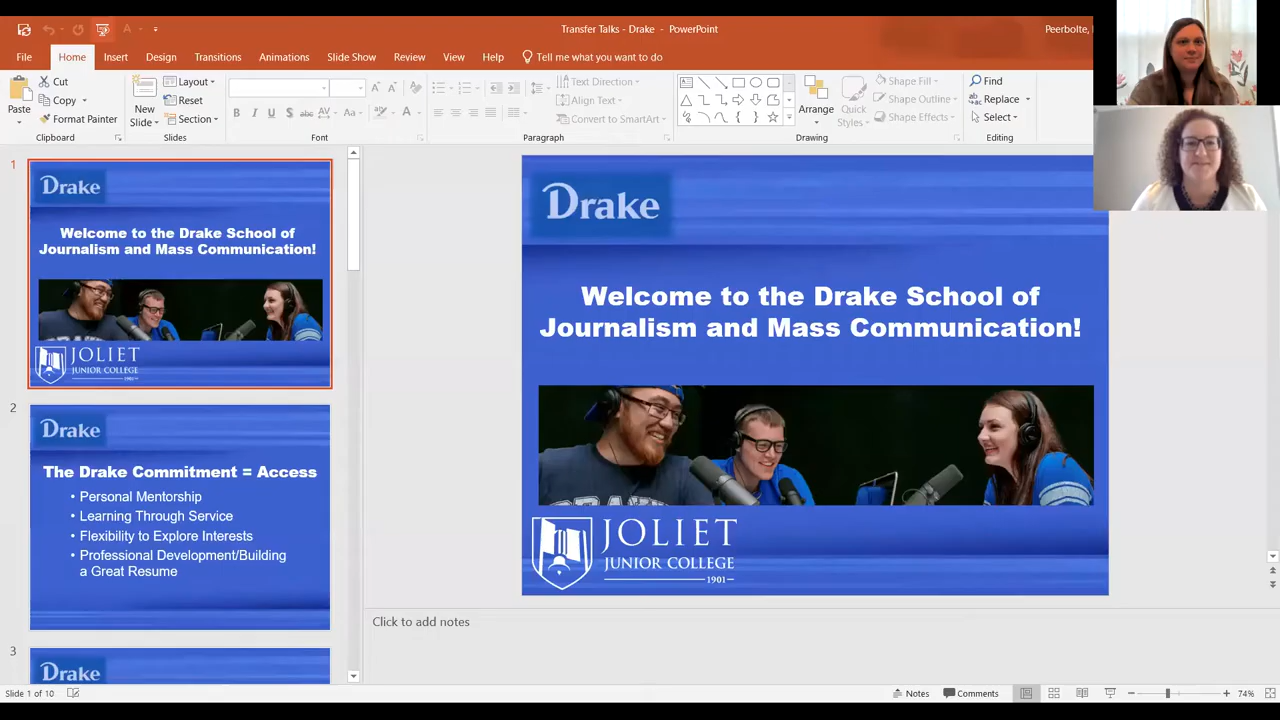 Transfer Talks - Drake - PowerPoint
Peerbolte,
File Home Insert Design Transitions Animations Slide Show Review View Help Tell me what you want to do
Paste
Cut
Copy
Format Painter
Clipboard
New
Slide
Layout
Reset
Section
Slides
B I U S abc AV Aa A
Font
Text Direction
Align Text
Convert to SmartArt
Paragraph
Arrange
Quick
Styles
Shape Fill
Shape Outline
Shape Effects
Drawing
Find
Replace
Select
Editing
1
Drake
Welcome to the Drake School of
Journalism and Mass Communication!
JOLIET
JUNIOR COLLEGE
1901
2
Drake
The Drake Commitment = Access
• Personal Mentorship
• Learning Through Service
• Flexibility to Explore Interests
• Professional Development/Building
a Great Resume
3
Drake
Drake
Welcome to the Drake School of
Journalism and Mass Communication!
JOLIET
JUNIOR COLLEGE
1901
Click to add notes
Slide 1 of 10
Notes Comments 74%